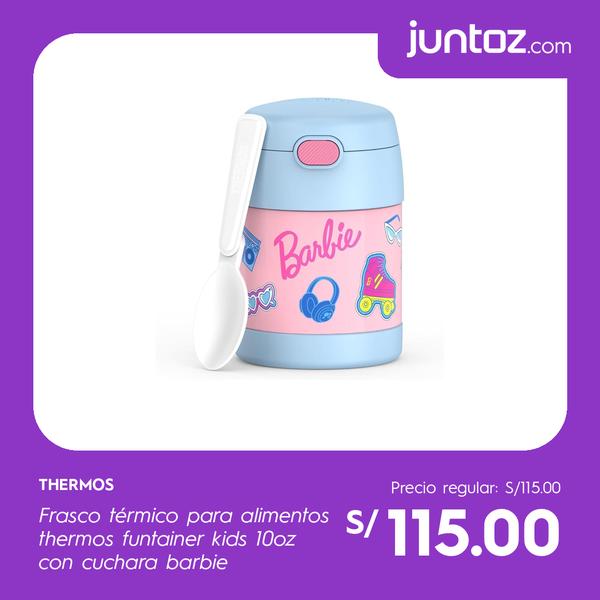 juntoz.com
Barbie
THERMOS
Frasco térmico para alimentos
thermos funtainer kids 10oz
con cuchara barbie
Precio regular: S/115.00
S/ 115.00